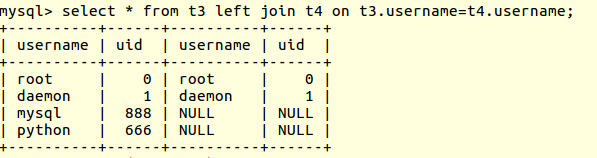 mysql> select * from t3 left join t4 on t3.username=t4.username;
+----------+------+----------+------+
| username | uid  | username | uid  |
+----------+------+----------+------+
| root     |    0 | root     |    0 |
| daemon   |    1 | daemon   |    1 |
| mysql    |  888 | NULL     | NULL |
| python   |  666 | NULL     | NULL |
+----------+------+----------+------+